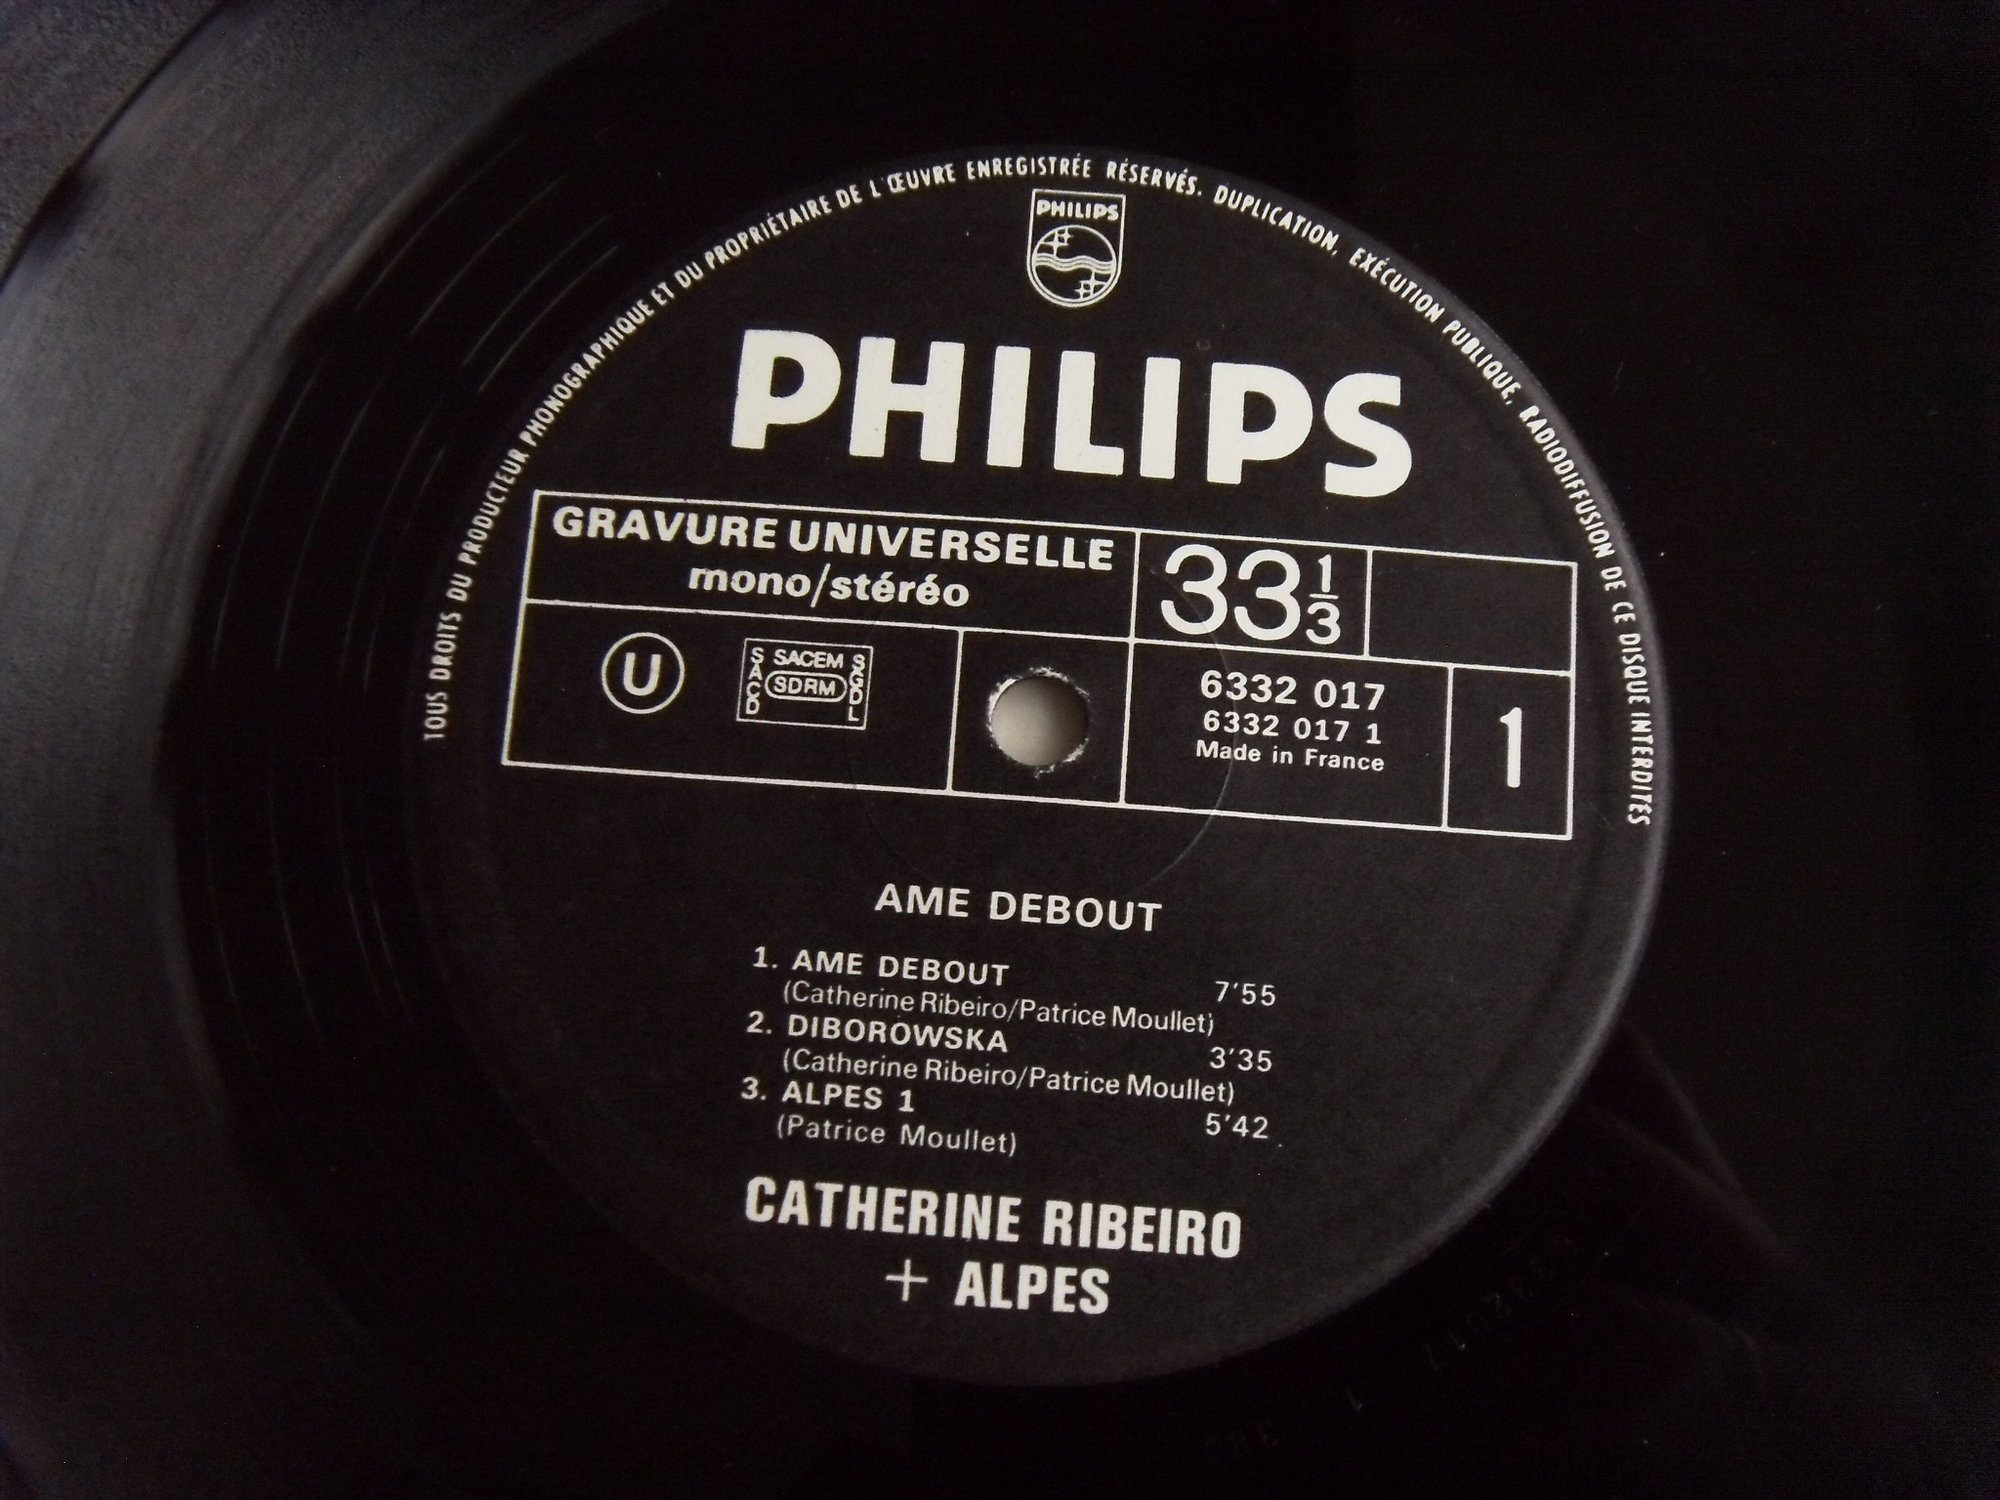 TOUS DROITS DU PRODUCTEUR PHONOGRAPHIQUE ET DU PROPRIÉTAIRE DE L'ŒUVRE ENREGISTRÉE RÉSERVÉS. DUPLICATION, EXÉCUTION PUBLIQUE, RADIODIFFUSION DE CE DISQUE INTERDITES
PHILIPS
PHILIPS
GRAVURE UNIVERSELLE
mono/stéréo
33 1/3
U
SACD
SACEM
SDRM
SGDL
6332 017
6332 017 1
Made in France
1
AME DEBOUT
1. AME DEBOUT 7'55
(Catherine Ribeiro/Patrice Moullet)
2. DIBOROWSKA 3'35
(Catherine Ribeiro/Patrice Moullet)
3. ALPES 1 5'42
(Patrice Moullet)
CATHERINE RIBEIRO
+ ALPES